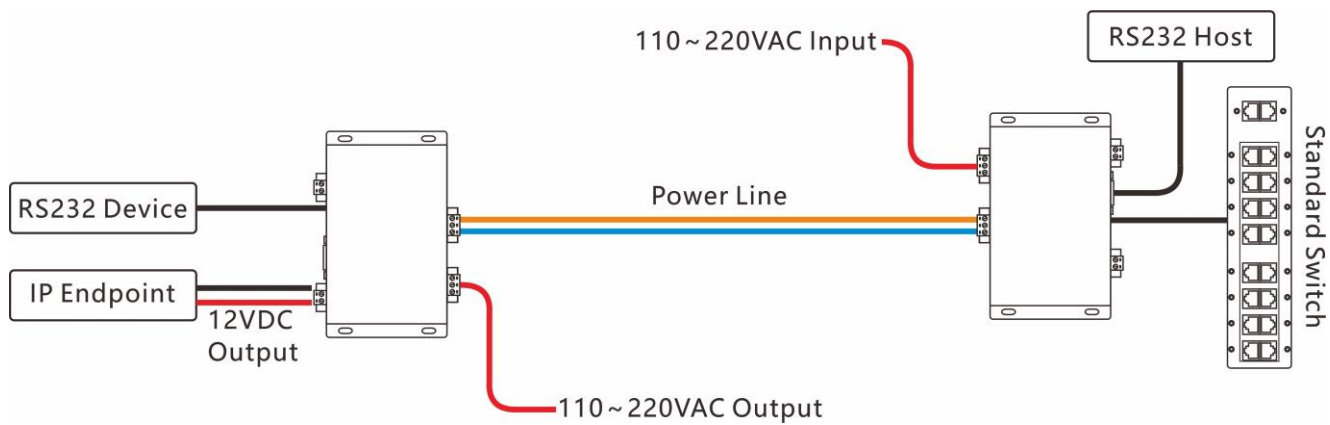 110~220VAC Input
RS232 Host
Power Line
RS232 Device
IP Endpoint
12VDC
Output
110~220VAC Output
Standard Switch